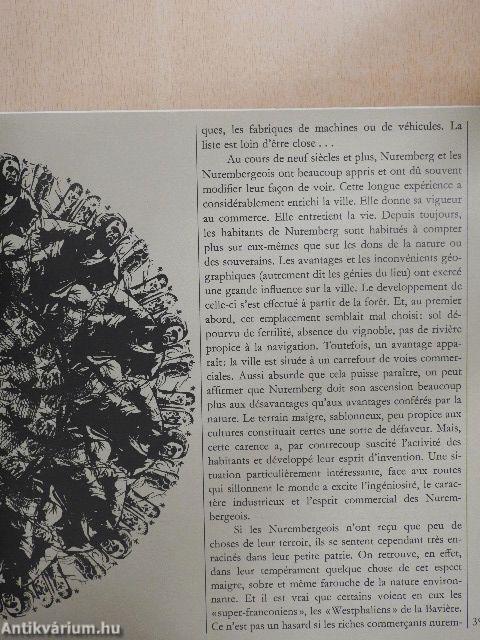 ques, les fabriques de machines ou de véhicules. La
liste est loin d'être close . . .
Au cours de neuf siècles et plus, Nuremberg et les
Nurembergeois ont beaucoup appris et ont dû souvent
modifier leur façon de voir. Cette longue expérience a
considérablement enrichi la ville. Elle donne sa vigueur
au commerce. Elle entretient la vie. Depuis toujours,
les habitants de Nuremberg sont habitués à compter
plus sur eux-mêmes que sur les dons de la nature ou
des souverains. Les avantages et les inconvénients géo-
graphiques (autrement dit les génies du lieu) ont exercé
une grande influence sur la ville. Le developpement de
celle-ci s'est effectué à partir de la forêt. Et, au premier
abord, cet emplacement semblait mal choisi: sol dé-
pourvu de fertilité, absence du vignoble, pas de rivière
propice à la navigation. Toutefois, un avantage appa-
raît: la ville est située à un carrefour de voies commer-
ciales. Aussi absurde que cela puisse paraître, on peut
affirmer que Nuremberg doit son ascension beaucoup
plus aux désavantages qu'aux avantages conférés par la
nature. Le terrain maigre, sablonneux, peu propice aux
cultures constituait certes une sorte de défaveur. Mais,
cette carence a, par contrecoup suscité l'activité des
habitants et développé leur esprit d'invention. Une si-
tuation particulièrement intéressante, face aux routes
qui sillonnent le monde a excite l'ingéniosité, le carac-
tère industrieux et l'esprit commercial des Nurem-
bergeois.
Si les Nurembergeois n'ont reçu que peu de
choses de leur terroir, ils se sentent cependant très en-
racinés dans leur petite patrie. On retrouve, en effet,
dans leur tempérament quelque chose de cet aspect
maigre, sobre et même farouche de la nature environ-
nante. Et il est vrai que certains voient en eux les
«super-franconiens», les «Westphaliens» de la Bavière.
Ce n'est pas un hasard si les riches commerçants nurem-
Antikvárium.hu